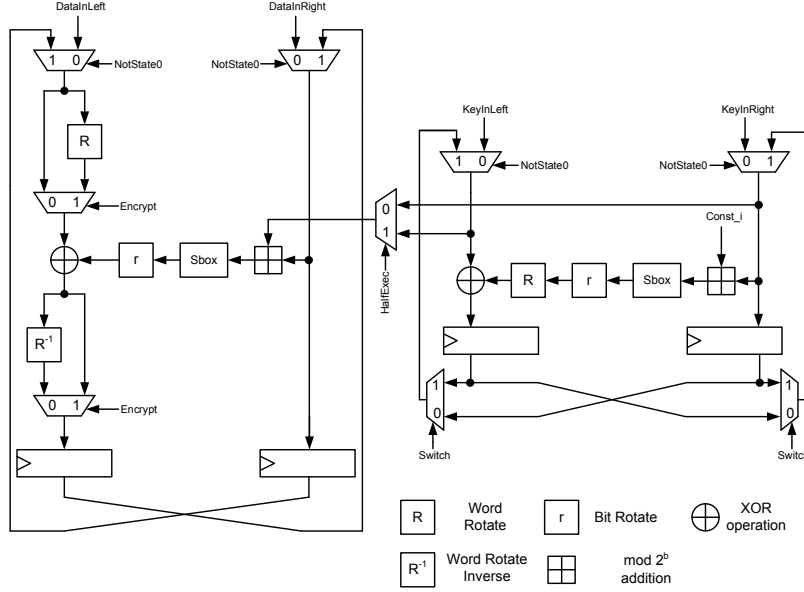 DataInLeft
DataInRight
1 0
NotState0
NotState0
0 1
KeyInLeft
KeyInRight
R
1 0
NotState0
NotState0
0 1
0 1
Encrypt
0
1
Const_i
r
Sbox
HalfExec
R
r
Sbox
R-1
0 1
Encrypt
1
0
1
0
Switch
Switch
R
Word
Rotate
r
Bit Rotate
XOR
operation
R-1
Word Rotate
Inverse
mod 2b
addition